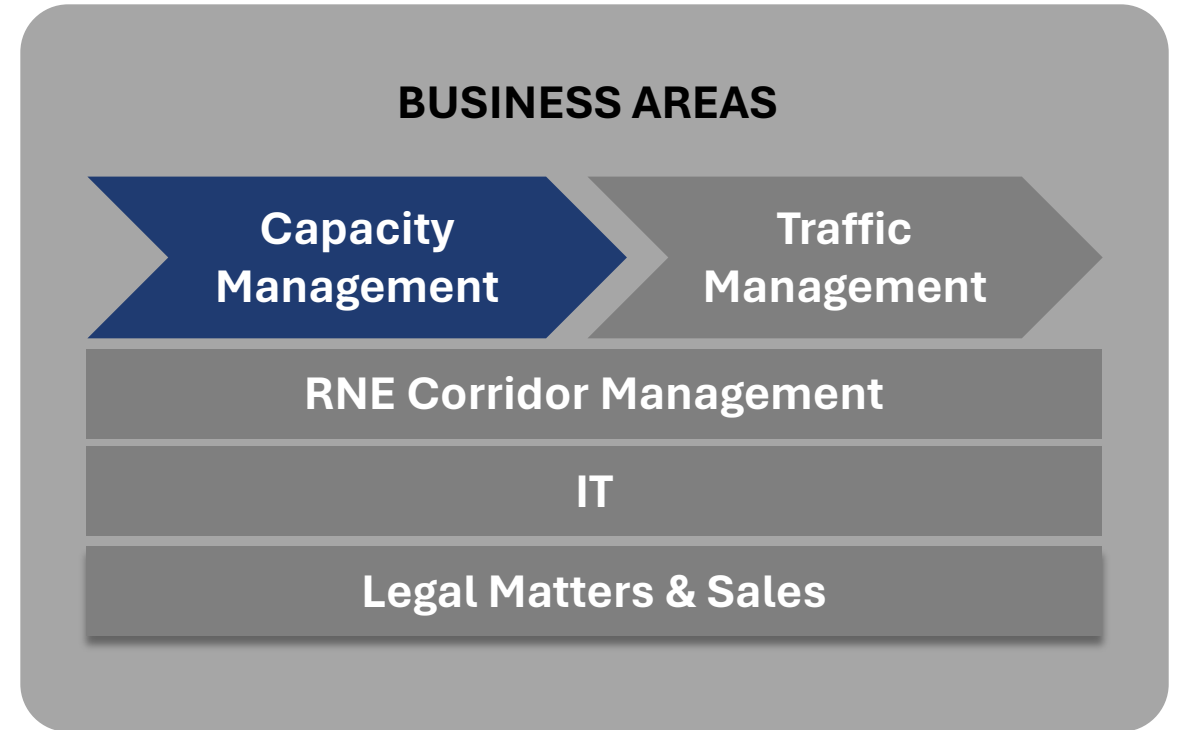 BUSINESS AREAS
Capacity
Management
Traffic
Management
RNE Corridor Management
IT
Legal Matters & Sales